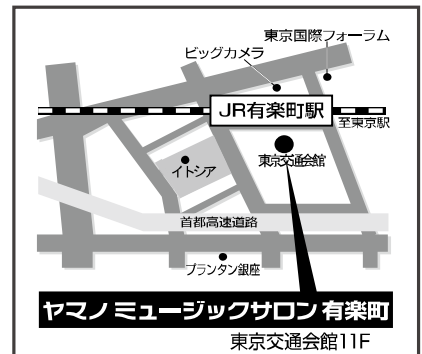 東京国際フォーラム
ビッグカメラ
JR有楽町駅
至東京駅
東京交通会館
イトシア
首都高速道路
プランタン銀座
ヤマノミュージックサロン 有楽町
東京交通会館11F